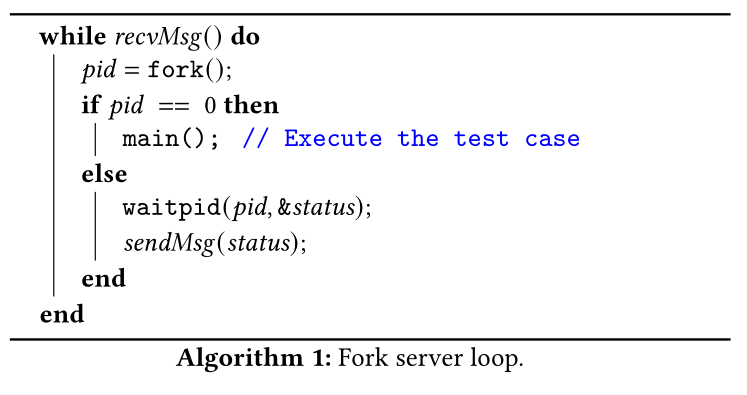 while recvMsg() do
pid = fork();
if pid == 0 then
main(); // Execute the test case
else
waitpid(pid, &status);
sendMsg(status);
end
end
Algorithm 1: Fork server loop.